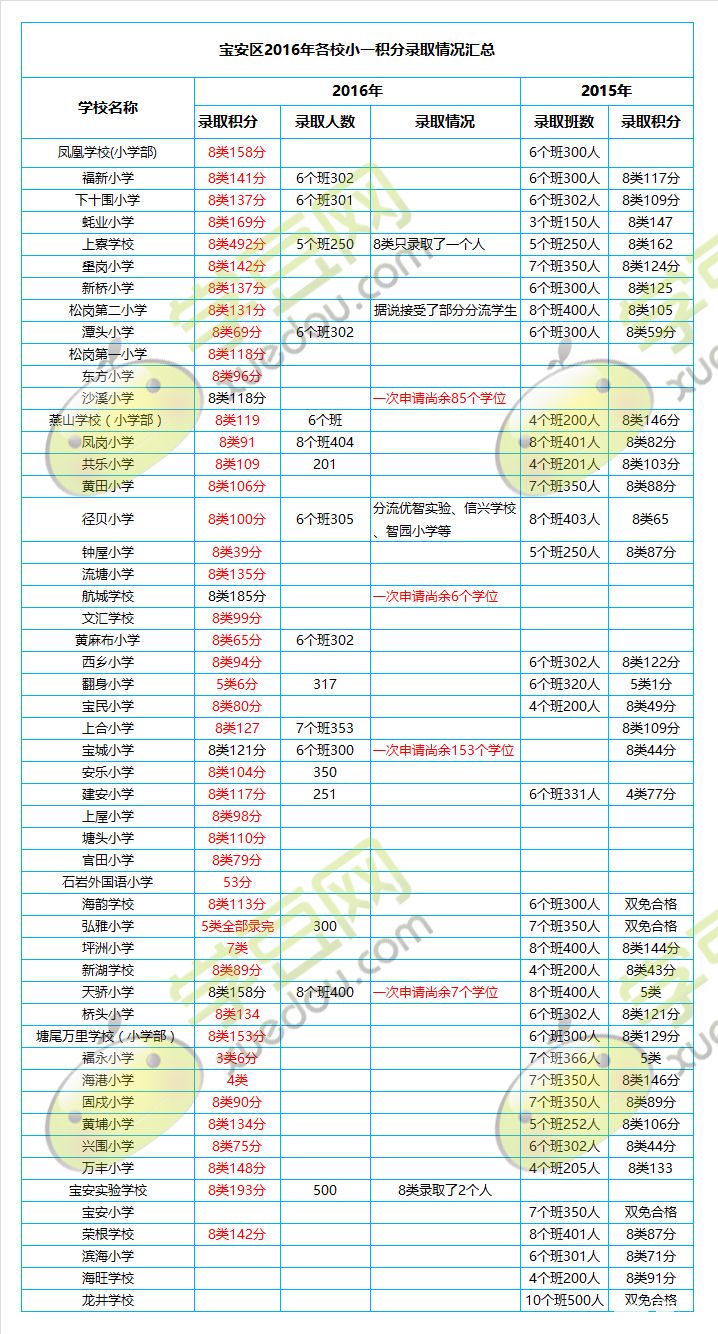 宝安区2016年各校小一积分录取情况汇总
学校名称 2016年 2015年
录取积分 录取人数 录取情况 录取班数 录取积分
凤凰学校(小学部) 8类158分 6个班300人
福新小学 8类141分 6个班302 6个班300人 8类117分
下十围小学 8类137分 6个班301 6个班302人 8类109分
蚝业小学 8类169分 3个班150人 8类147
上寮学校 8类492分 5个班250 8类只录取了一个人 5个班250人 8类162
垦岗小学 8类142分 7个班350人 8类124分
新桥小学 8类137分 6个班300人 8类125
松岗第二小学 8类131分 据说接受了部分分流学生 8个班400人 8类105
潭头小学 8类69分 6个班302 6个班300人 8类59分
松岗第一小学 8类118分
东方小学 8类96分
沙溪小学 8类118分 一次申请尚余85个学位
燕山学校（小学部） 8类119 6个班 4个班200人 8类146分
凤岗小学 8类91 8个班404 8个班401人 8类82分
共乐小学 8类109 201 4个班201人 8类103分
黄田小学 8类106分 7个班350人 8类88分
径贝小学 8类100分 6个班305 分流优智实验、信兴学校 8个班403人 8类65
、智园小学等
钟屋小学 8类39分 5个班250人 8类87分
流塘小学 8类135分
航城学校 8类185分 一次申请尚余6个学位
文汇学校 8类99分
黄麻布小学 8类65分 6个班302
西乡小学 8类94分 6个班302人 8类122分
翻身小学 5类6分 317 6个班320人 5类1分
宝民小学 8类80分 4个班200人 8类49分
上合小学 8类127 7个班353 8类109分
宝城小学 8类121分 6个班300 一次申请尚余153个学位 8类44分
安乐小学 8类104分 350
建安小学 8类117分 251 6个班331人 4类77分
上屋小学 8类98分
塘头小学 8类110分
官田小学 8类79分
石岩外国语小学 53分
海韵学校 8类113分 6个班300人 双免合格
弘雅小学 5类全部录完 300 7个班350人 双免合格
坪洲小学 7类 8个班400人 8类144分
新湖学校 8类89分 4个班200人 8类43分
天骄小学 8类158分 8个班400 一次申请尚余7个学位 8个班400人 5类
桥头小学 8类134 6个班302人 8类121分
塘尾万里学校（小学部） 8类153分 6个班300人 8类129分
福永小学 3类6分 7个班366人 5类
海港小学 4类 7个班350人 8类146分
固戍小学 8类90分 7个班350人 8类89分
黄埔小学 8类134分 5个班252人 8类106分
兴围小学 8类75分 6个班302人 8类44分
万丰小学 8类148分 4个班205人 8类133
宝安实验学校 8类193分 500 8类录取了2个人
宝安小学 7个班350人 双免合格
荣根学校 8类142分 8个班401人 8类87分
滨海小学 6个班301人 8类71分
海旺学校 4个班200人 8类91分
龙井学校 10个班500人 双免合格
学豆网
xuedou.com